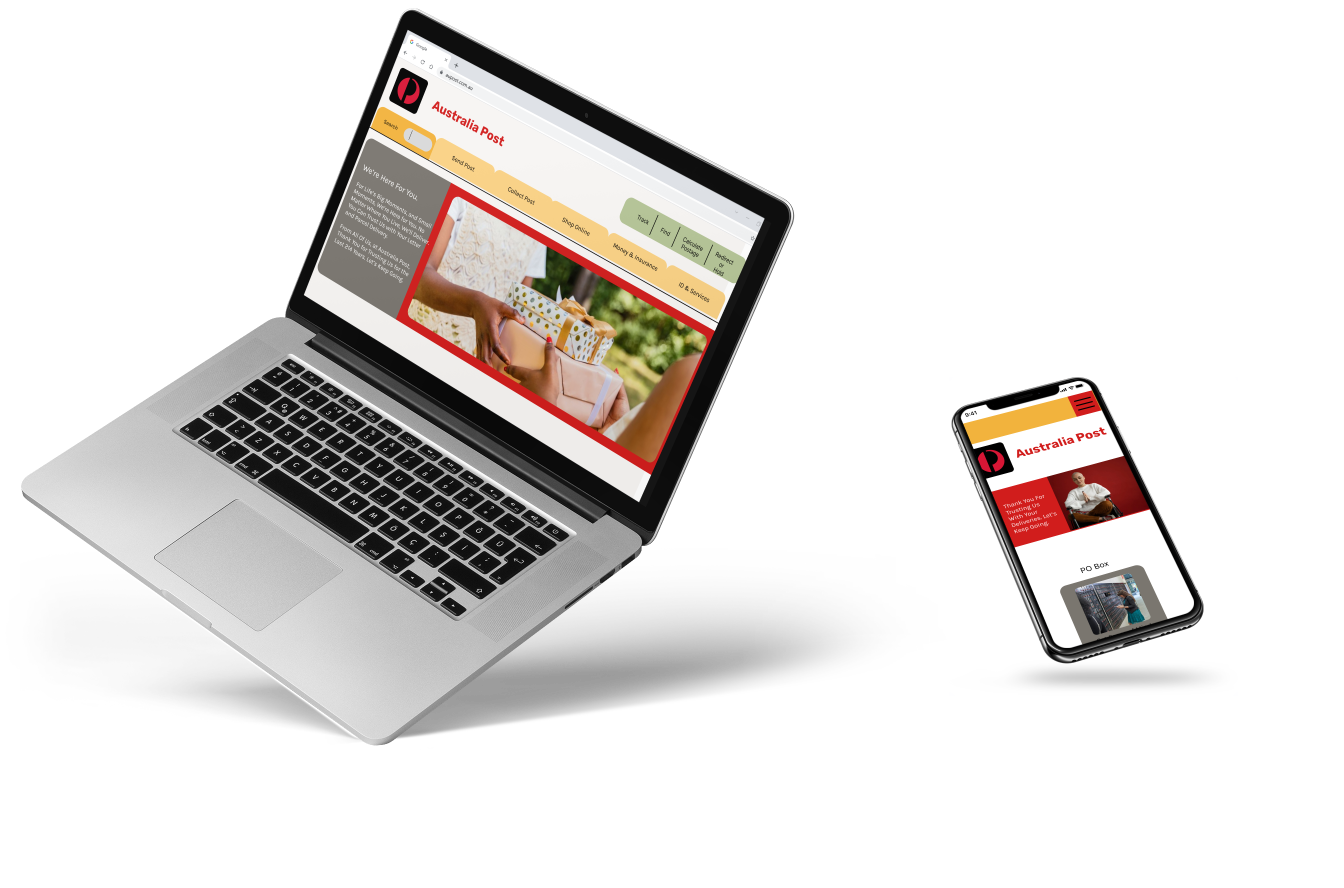 Google
auspost.com.au
Australia Post
Search
Send Post
Collect Post
Shop Online
Money & Insurance
ID & Services
Track
Find
Calculate
Postage
Redirect
or
Hold
We're Here For You.
For Life's Big Moments, and Small
Moments, We're Here for You. No
Matter Where You Live We'll Deliver.
You Can Trust Us with Your Letter
and Parcel Delivery.
From All Of Us, at Australia Post,
thank You for Trusting Us for the
Last 214 Years. Let's Keep Going.
9:41
Australia Post
Thank You For
Trusting Us
With Your
Deliveries. Let's
Keep Going.
PO Box